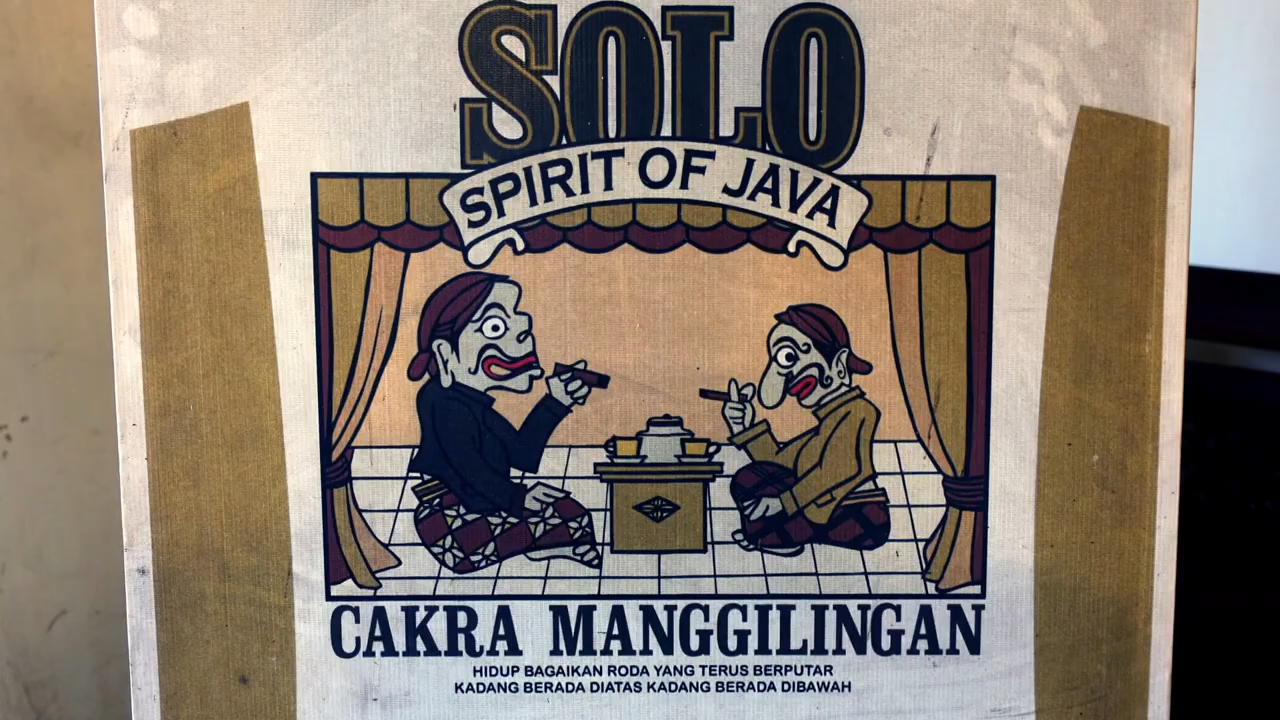 SOLO
SPIRIT OF JAVA
CAKRA MANGGILINGAN
HIDUP BAGAIKAN RODA YANG TERUS BERPUTAR
KADANG BERADA DIATAS KADANG BERADA DIBAWAH